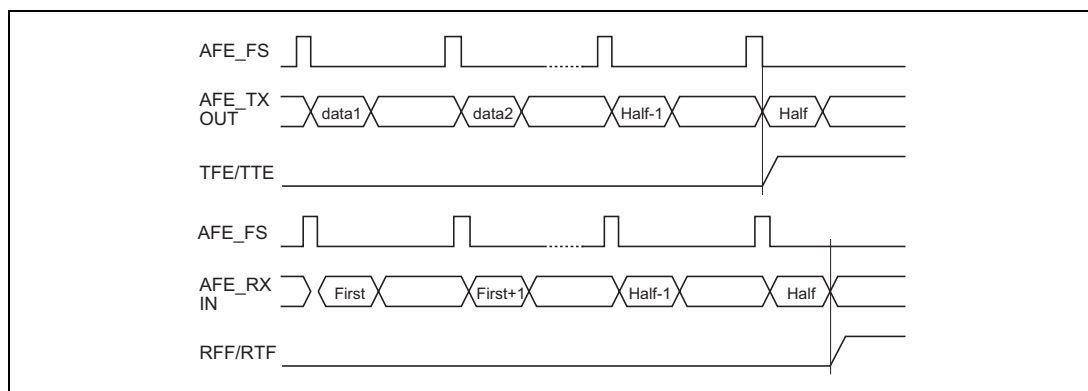 AFE_FS
AFE_TX
OUT
data1
data2
Half-1
Half
TFE/TTE
AFE_FS
AFE_RX
IN
First
First+1
Half-1
Half
RFF/RTF